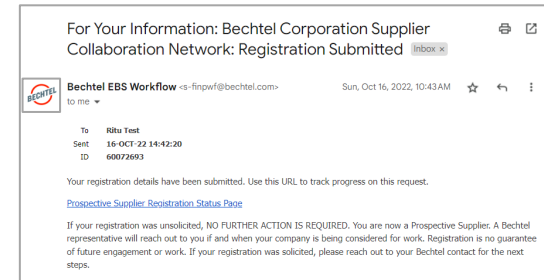 For Your Information: Bechtel Corporation Supplier
Collaboration Network: Registration Submitted Inbox ×
BECHTEL
Bechtel EBS Workflow <s-finpwf@bechtel.com> Sun, Oct 16, 2022, 10:43 AM
to me
To Ritu Test
Sent 16-OCT-22 14:42:20
ID 60072693
Your registration details have been submitted. Use this URL to track progress on this request.
Prospective Supplier Registration Status Page
If your registration was unsolicited, NO FURTHER ACTION IS REQUIRED. You are now a Prospective Supplier. A Bechtel
representative will reach out to you if and when your company is being considered for work. Registration is no guarantee
of future engagement or work. If your registration was solicited, please reach out to your Bechtel contact for the next
steps.